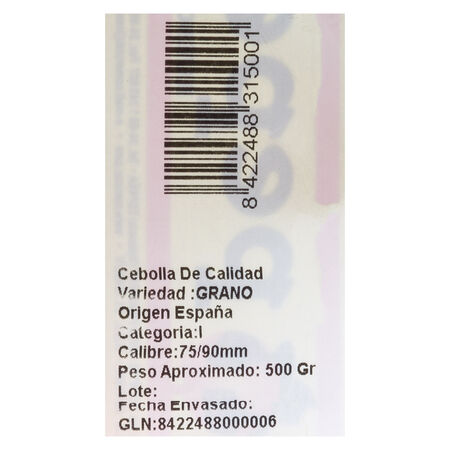 8 422488 315001
Cebolla De Calidad
Variedad :GRANO
Origen España
Categoria:I
Calibre:75/90mm
Peso Aproximado: 500 Gr
Lote:
Fecha Envasado:
GLN:8422488000006